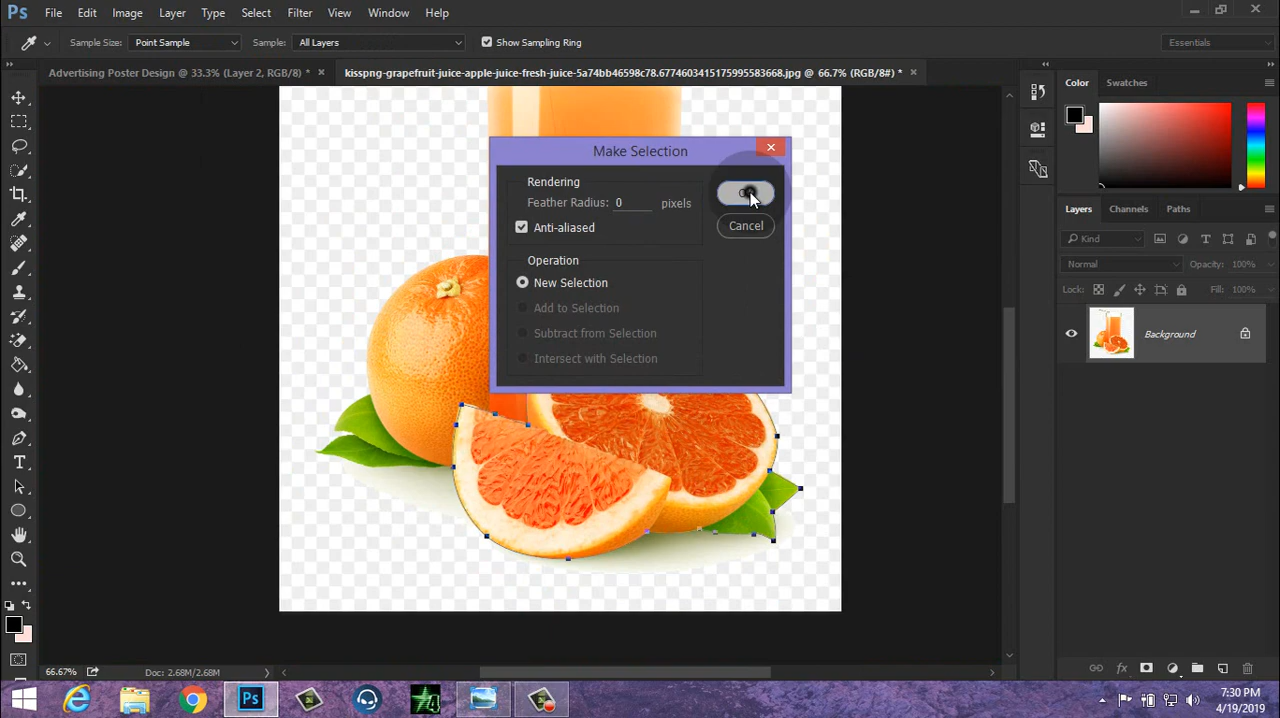 Ps File Edit Image Layer Type Select Filter View Window Help
Sample Size: Point Sample Sample: All Layers Show Sampling Ring Essentials
Advertising Poster Design @ 33.3% (Layer 2, RGB/8) * × kisspng-grapefruit-juice-apple-juice-fresh-juice-5a74bb46598c78.6774603415175995583668.jpg @ 66.7% (RGB/8#) * ×
Color Swatches
Make Selection
Rendering
Feather Radius: 0 pixels
Anti-aliased
Cancel
Operation
New Selection
Add to Selection
Subtract from Selection
Intersect with Selection
Layers Channels Paths
Kind
Normal Opacity: 100%
Lock: Fill: 100%
Background
66.67% Doc: 2.68M/2.68M
Ps
7:30 PM
4/19/2019